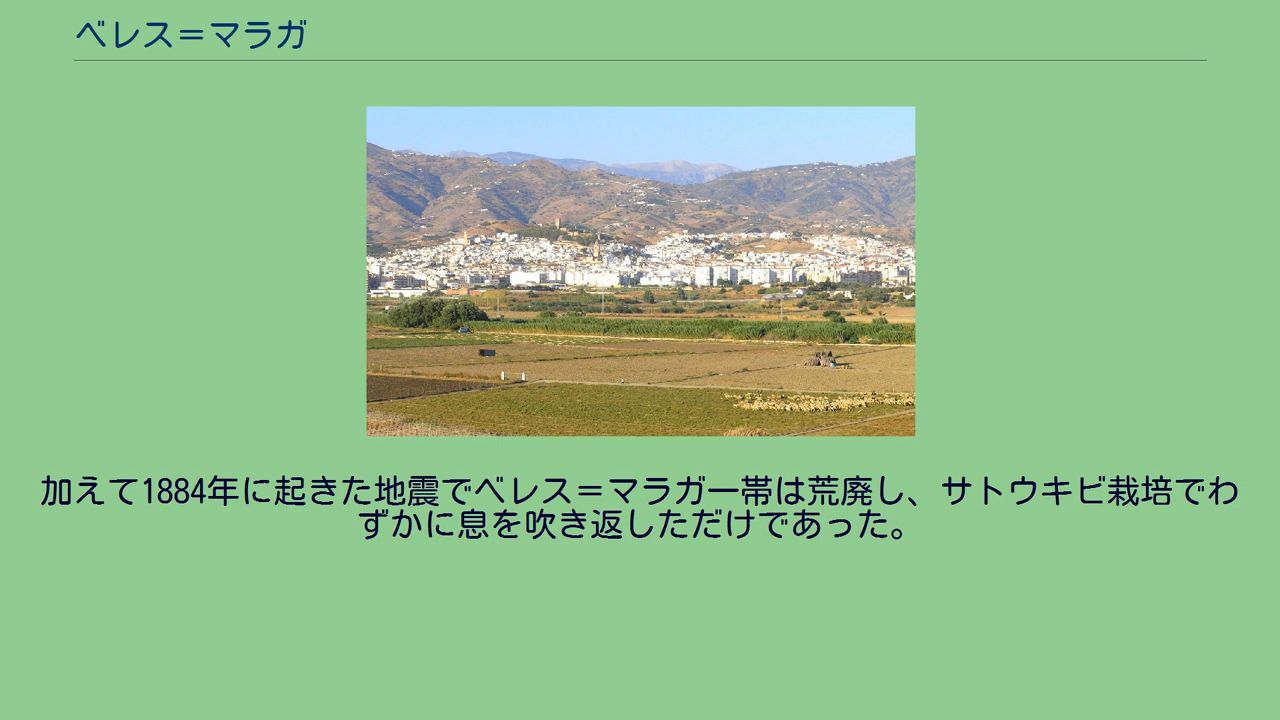 ベレス＝マラガ
加えて1884年に起きた地震でベレス＝マラガ一帯は荒廃し、サトウキビ栽培でわ
ずかに息を吹き返しただけであった。